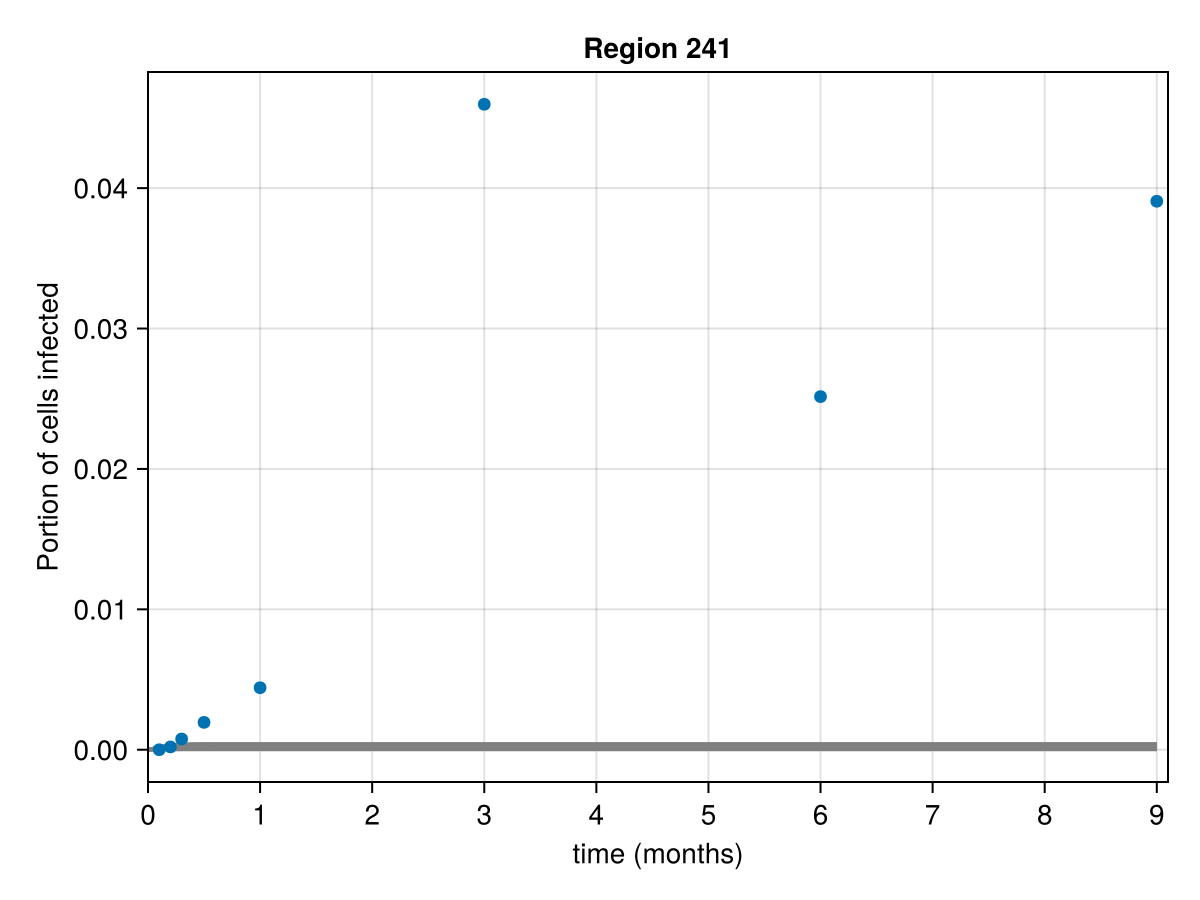 Region 241
Portion of cells infected
0.04
0.03
0.02
0.01
0.00
0 1 2 3 4 5 6 7 8 9
time (months)